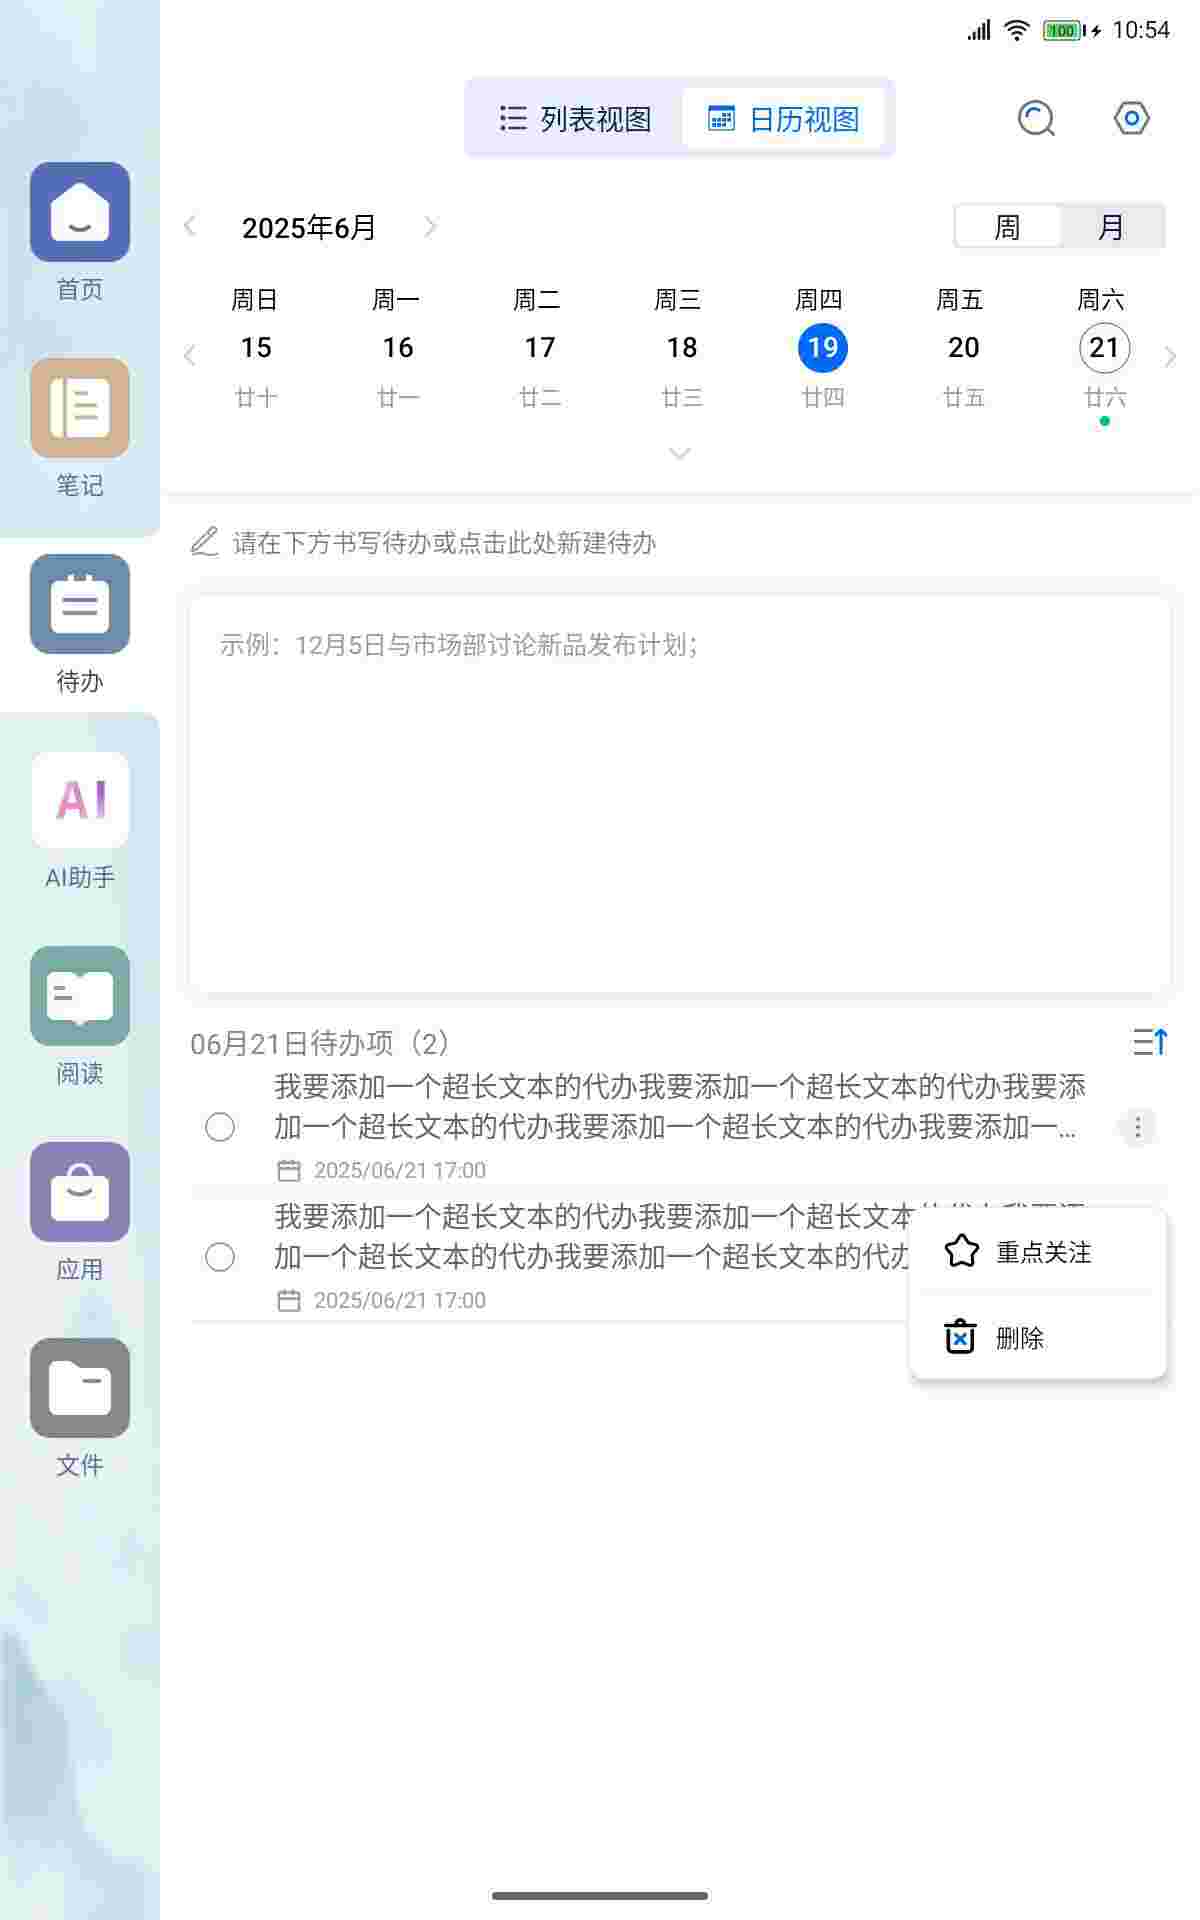 100 10:54
列表视图 日历视图
2025年6月 周 月
周日 周一 周二 周三 周四 周五 周六
15 16 17 18 19 20 21
廿十 廿一 廿二 廿三 廿四 廿五 廿六
请在下方书写待办或点击此处新建待办
示例：12月5日与市场部讨论新品发布计划；
06月21日待办项（2）
我要添加一个超长文本的代办我要添加一个超长文本的代办我要添
加一个超长文本的代办我要添加一个超长文本的代办我要添加一...
2025/06/21 17:00
我要添加一个超长文本的代办我要添加一个超长文本
加一个超长文本的代办我要添加一个超长文本的代办
2025/06/21 17:00
重点关注
删除
首页
笔记
待办
AI
AI助手
阅读
应用
文件